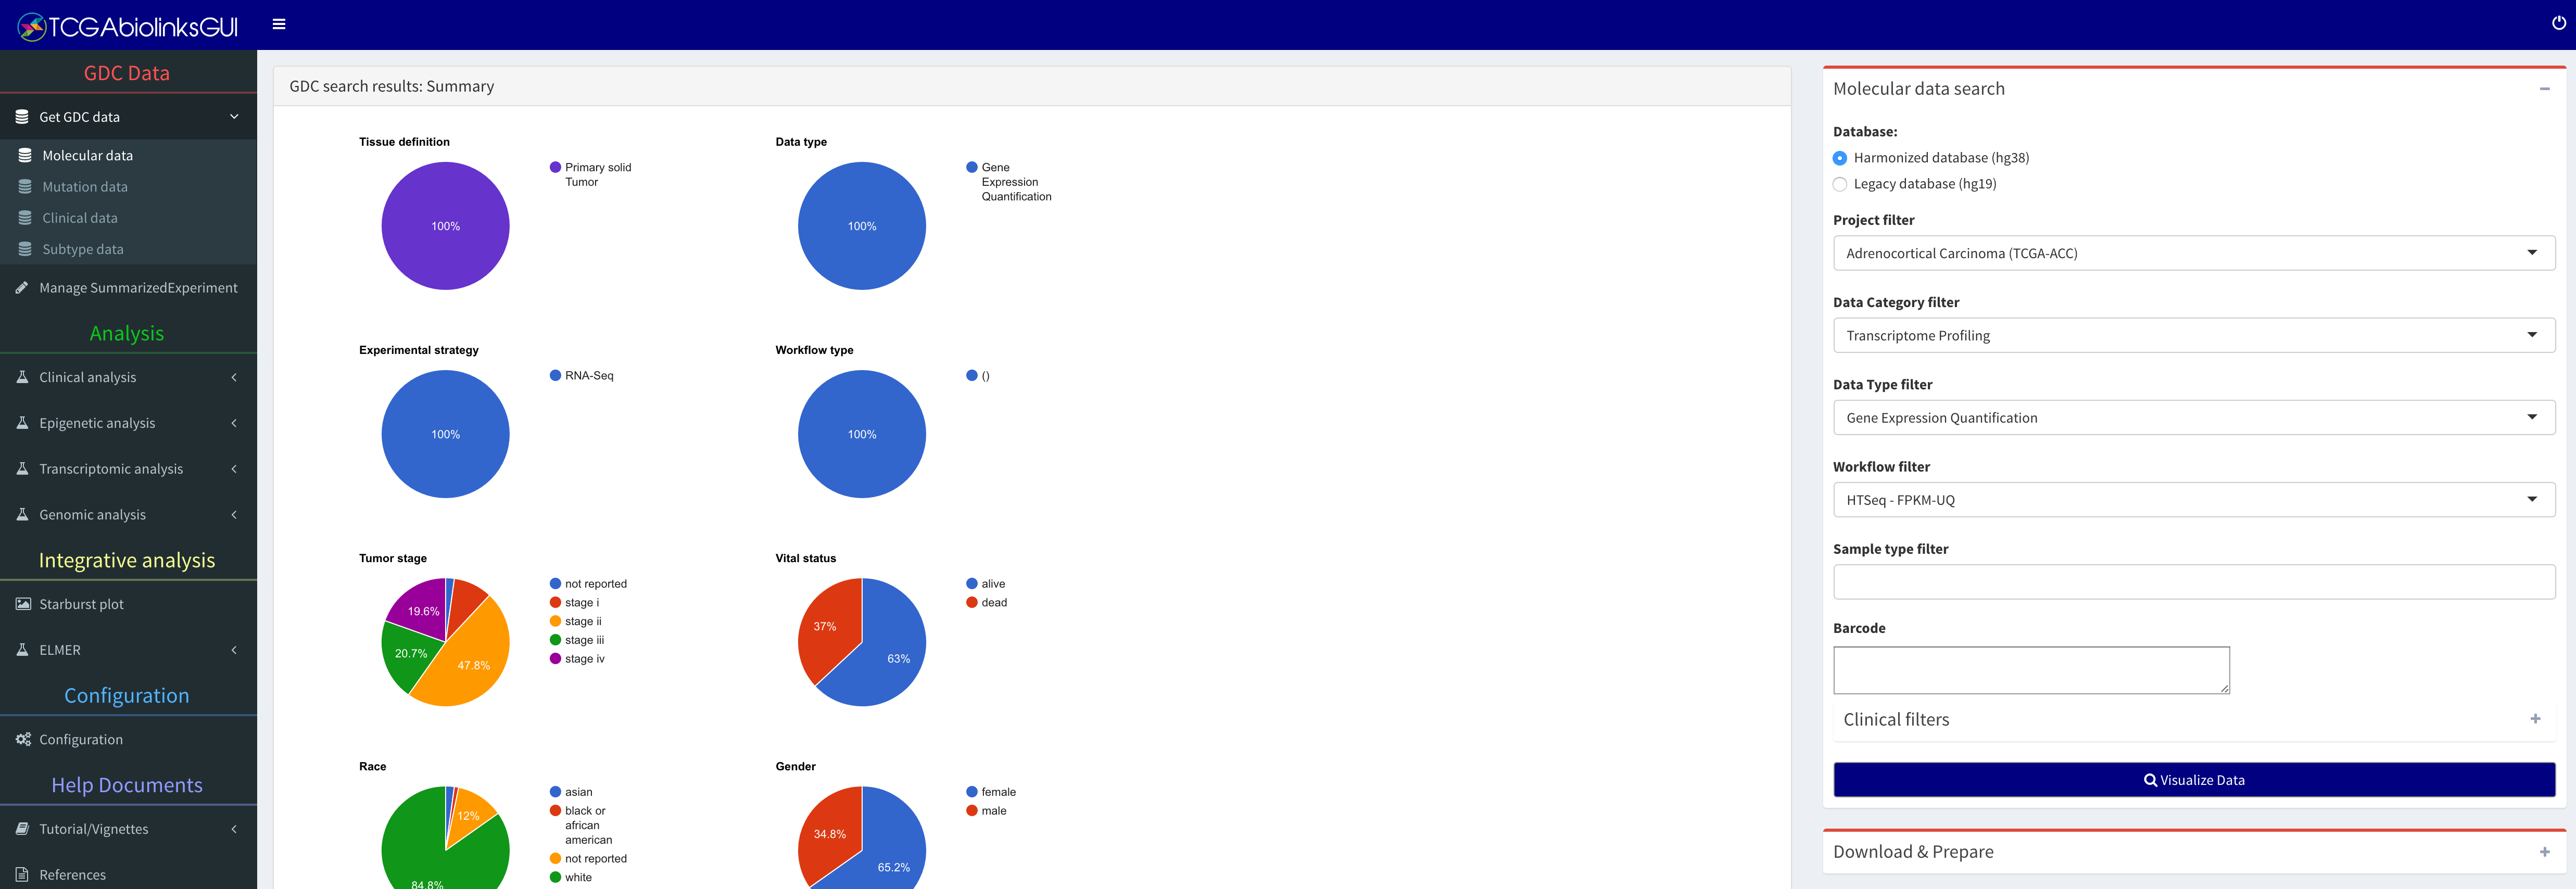 TCGAbiolinksGUI
GDC Data
Get GDC data
Molecular data
Mutation data
Clinical data
Subtype data
Manage SummarizedExperiment
Analysis
Clinical analysis
Epigenetic analysis
Transcriptomic analysis
Genomic analysis
Integrative analysis
Starburst plot
ELMER
Configuration
Configuration
Help Documents
Tutorial/Vignettes
References
GDC search results: Summary
Tissue definition
100%
Primary solid
Tumor
Data type
100%
Gene
Expression
Quantification
Experimental strategy
100%
RNA-Seq
Workflow type
100%
()
Tumor stage
19.6%
20.7%
47.8%
not reported
stage i
stage ii
stage iii
stage iv
Vital status
37%
63%
alive
dead
Race
12%
84.8%
asian
black or
african
american
not reported
white
Gender
34.8%
65.2%
female
male
Molecular data search
Database:
Harmonized database (hg38)
Legacy database (hg19)
Project filter
Adrenocortical Carcinoma (TCGA-ACC)
Data Category filter
Transcriptome Profiling
Data Type filter
Gene Expression Quantification
Workflow filter
HTSeq - FPKM-UQ
Sample type filter
Barcode
Clinical filters
Visualize Data
Download & Prepare